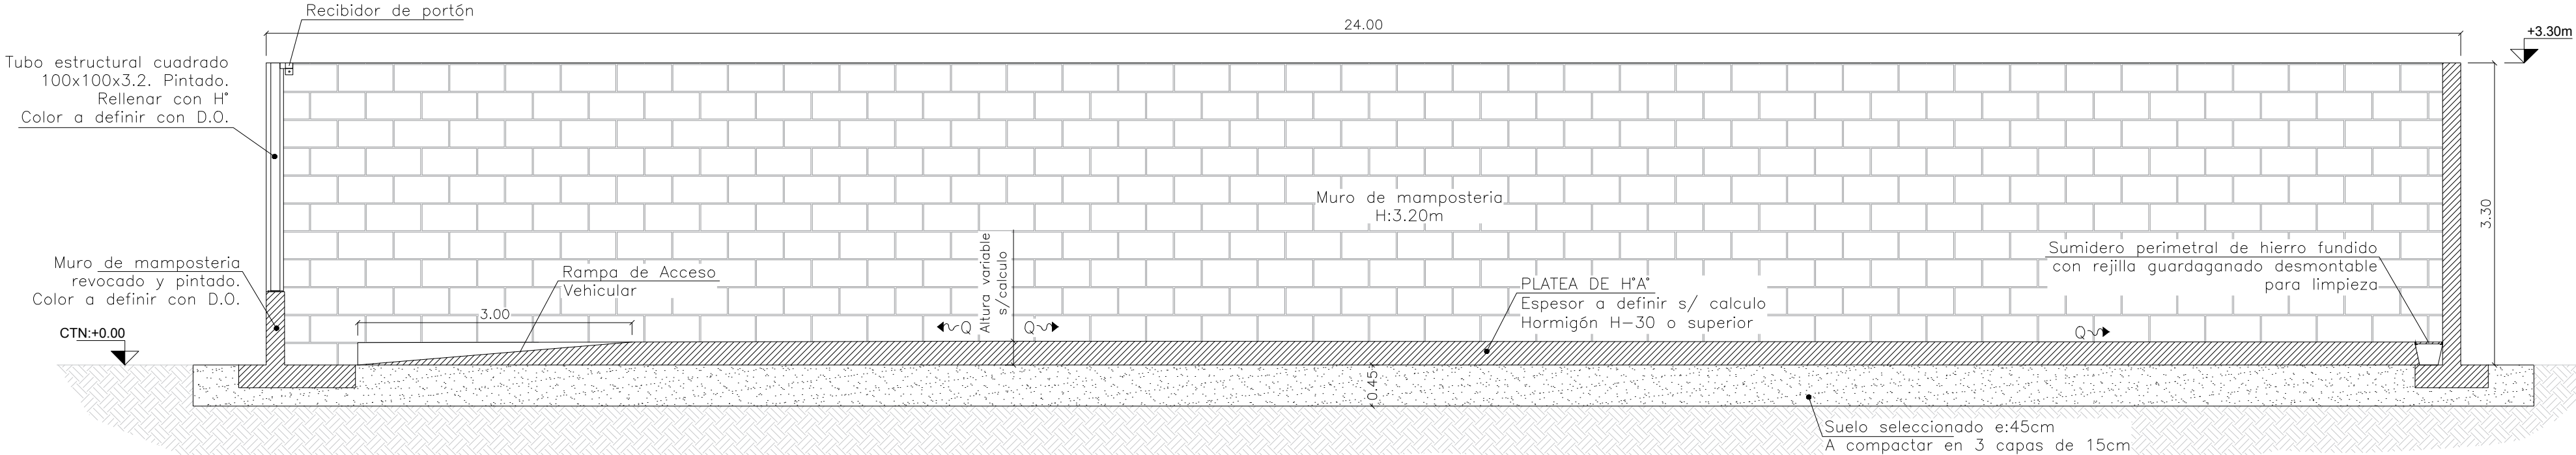 Recibidor de portón
24.00
+3.30m
Tubo estructural cuadrado
100x100x3.2. Pintado.
Rellenar con H°
Color a definir con D.O.
Muro de mamposteria
H:3.20m
3.30
Altura variable
s/calculo
Muro de mamposteria
revocado y pintado.
Color a definir con D.O.
Rampa de Acceso
Vehicular
Sumidero perimetral de hierro fundido
con rejilla guardaganado desmontable
para limpieza
PLATEA DE H°A°
Espesor a definir s/ calculo
Hormigón H-30 o superior
3.00
CTN:+0.00
Q
Q
Q
0.45
Suelo seleccionado e:45cm
A compactar en 3 capas de 15cm